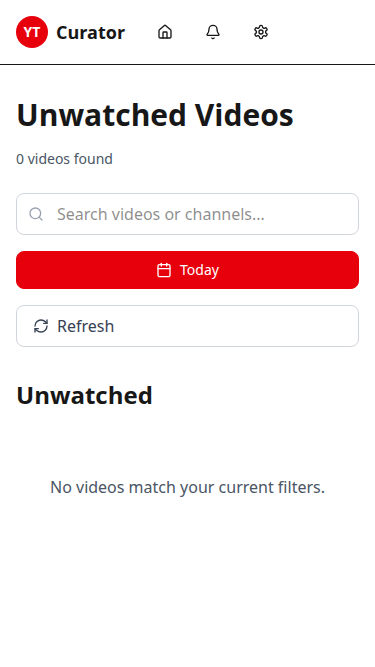 YT Curator
Unwatched Videos
0 videos found
Search videos or channels...
Today
Refresh
Unwatched
No videos match your current filters.